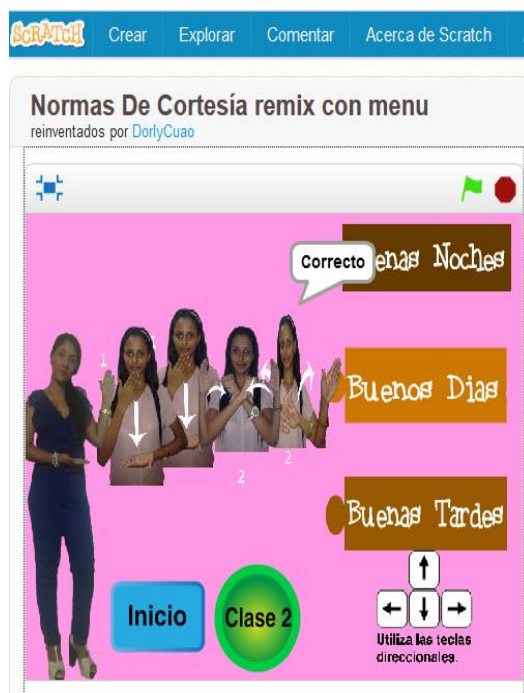 SCRATCH Crear Explorar Comentar Acerca de Scratch
Normas De Cortesía remix con menu
reinventados por DorlyCuao
Correcto
enas Noches
1
1
Buenos Dias
2
2
Buenas Tardes
Inicio
Clase 2
Utiliza las teclas
direccionales.